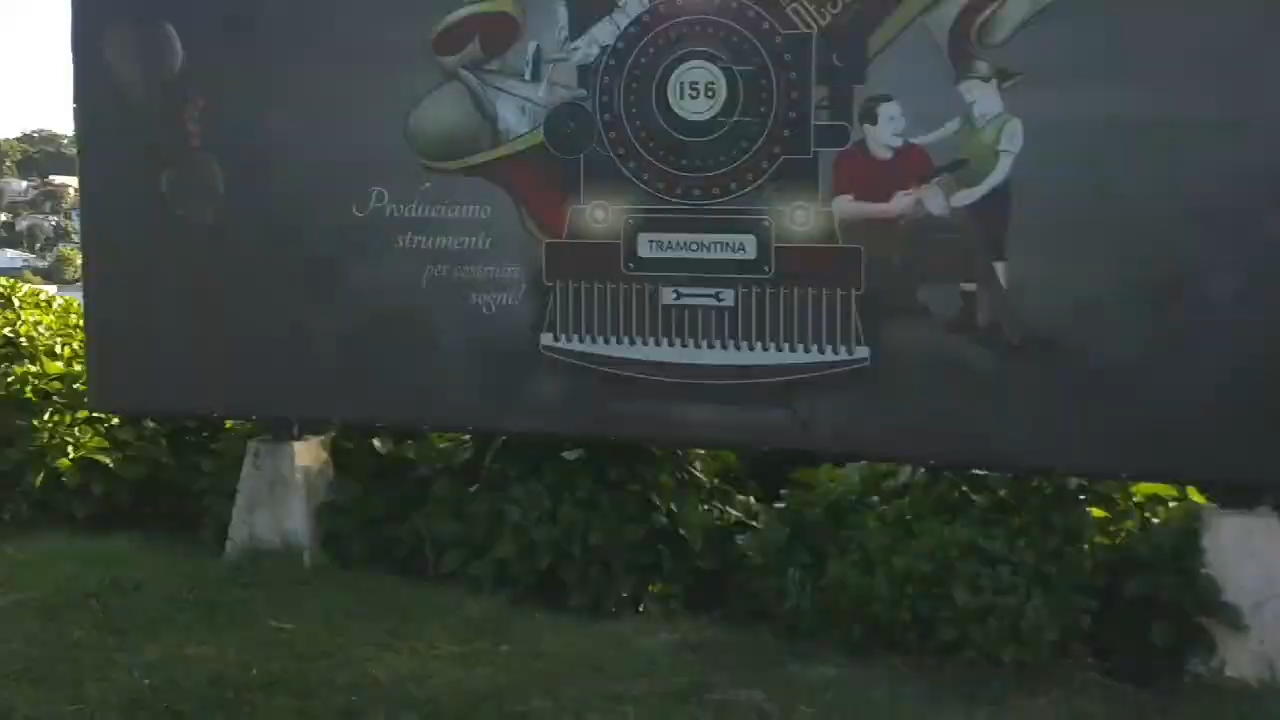 156
Produciamo
strumenti
per costruire
sogni!
TRAMONTINA